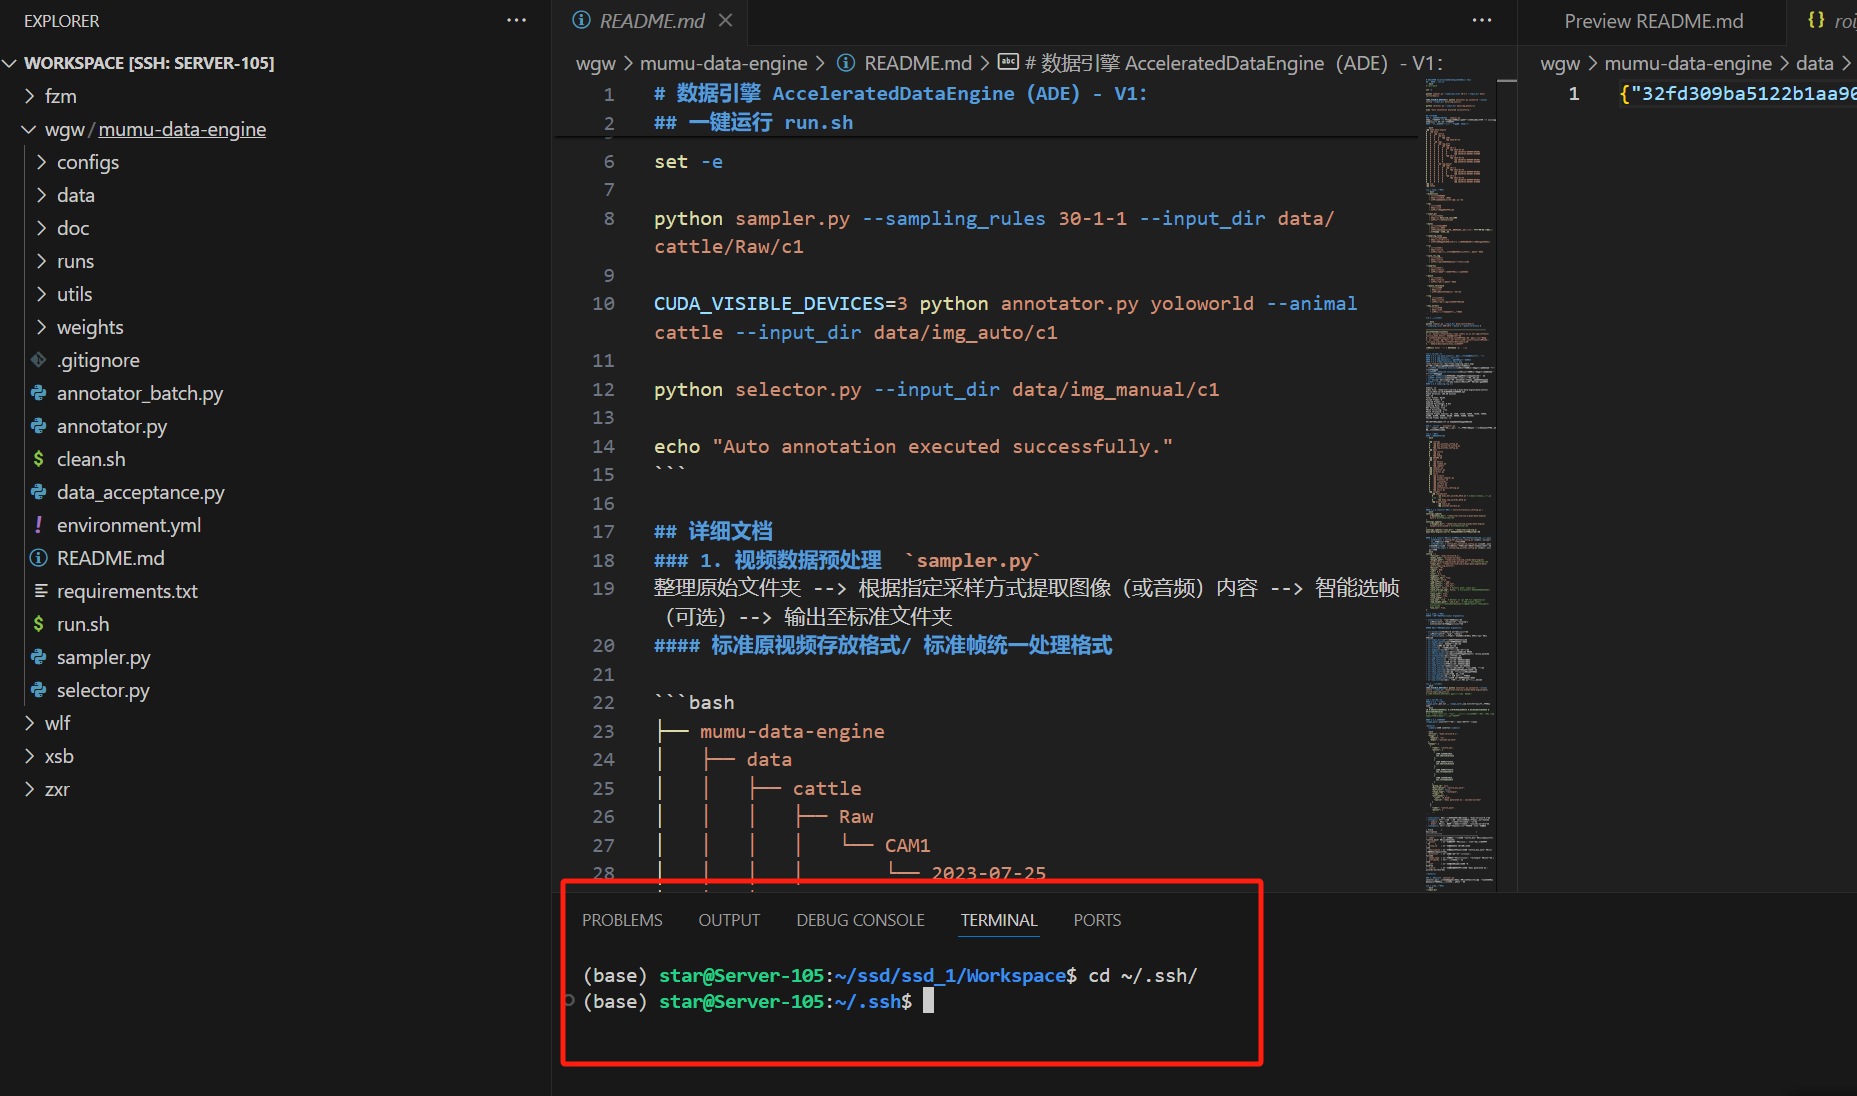 EXPLORER
WORKSPACE [SSH: SERVER-105]
fzm
wgw / mumu-data-engine
configs
data
doc
runs
utils
weights
.gitignore
annotator_batch.py
annotator.py
clean.sh
data_acceptance.py
environment.yml
README.md
requirements.txt
run.sh
sampler.py
selector.py
wlf
xsb
zxr
README.md
wgw > mumu-data-engine > README.md > # 数据引擎 AcceleratedDataEngine（ADE）- V1:
1 # 数据引擎 AcceleratedDataEngine（ADE）- V1:
2 ## 一键运行 run.sh
6 set -e
7
8 python sampler.py --sampling_rules 30-1-1 --input_dir data/
cattle/Raw/c1
9
10 CUDA_VISIBLE_DEVICES=3 python annotator.py yoloworld --animal
cattle --input_dir data/img_auto/c1
11
12 python selector.py --input_dir data/img_manual/c1
13
14 echo "Auto annotation executed successfully."
15 ```
16
17 ## 详细文档
18 ### 1. 视频数据预处理 `sampler.py`
19 整理原始文件夹 --> 根据指定采样方式提取图像（或音频）内容 --> 智能选帧
（可选）--> 输出至标准文件夹
20 #### 标准原视频存放格式/ 标准帧统一处理格式
21
22 ```bash
23 ├── mumu-data-engine
24 │   ├── data
25 │   │   ├── cattle
26 │   │   │   ├── Raw
27 │   │   │   │   └── CAM1
28 │   │   │   │       └── 2023-07-25
Preview README.md
{} roi
wgw > mumu-data-engine > data >
1 {"32fd309ba5122b1aa90
PROBLEMS OUTPUT DEBUG CONSOLE TERMINAL PORTS
(base) star@Server-105:~/ssd/ssd_1/Workspace$ cd ~/.ssh/
(base) star@Server-105:~/.ssh$